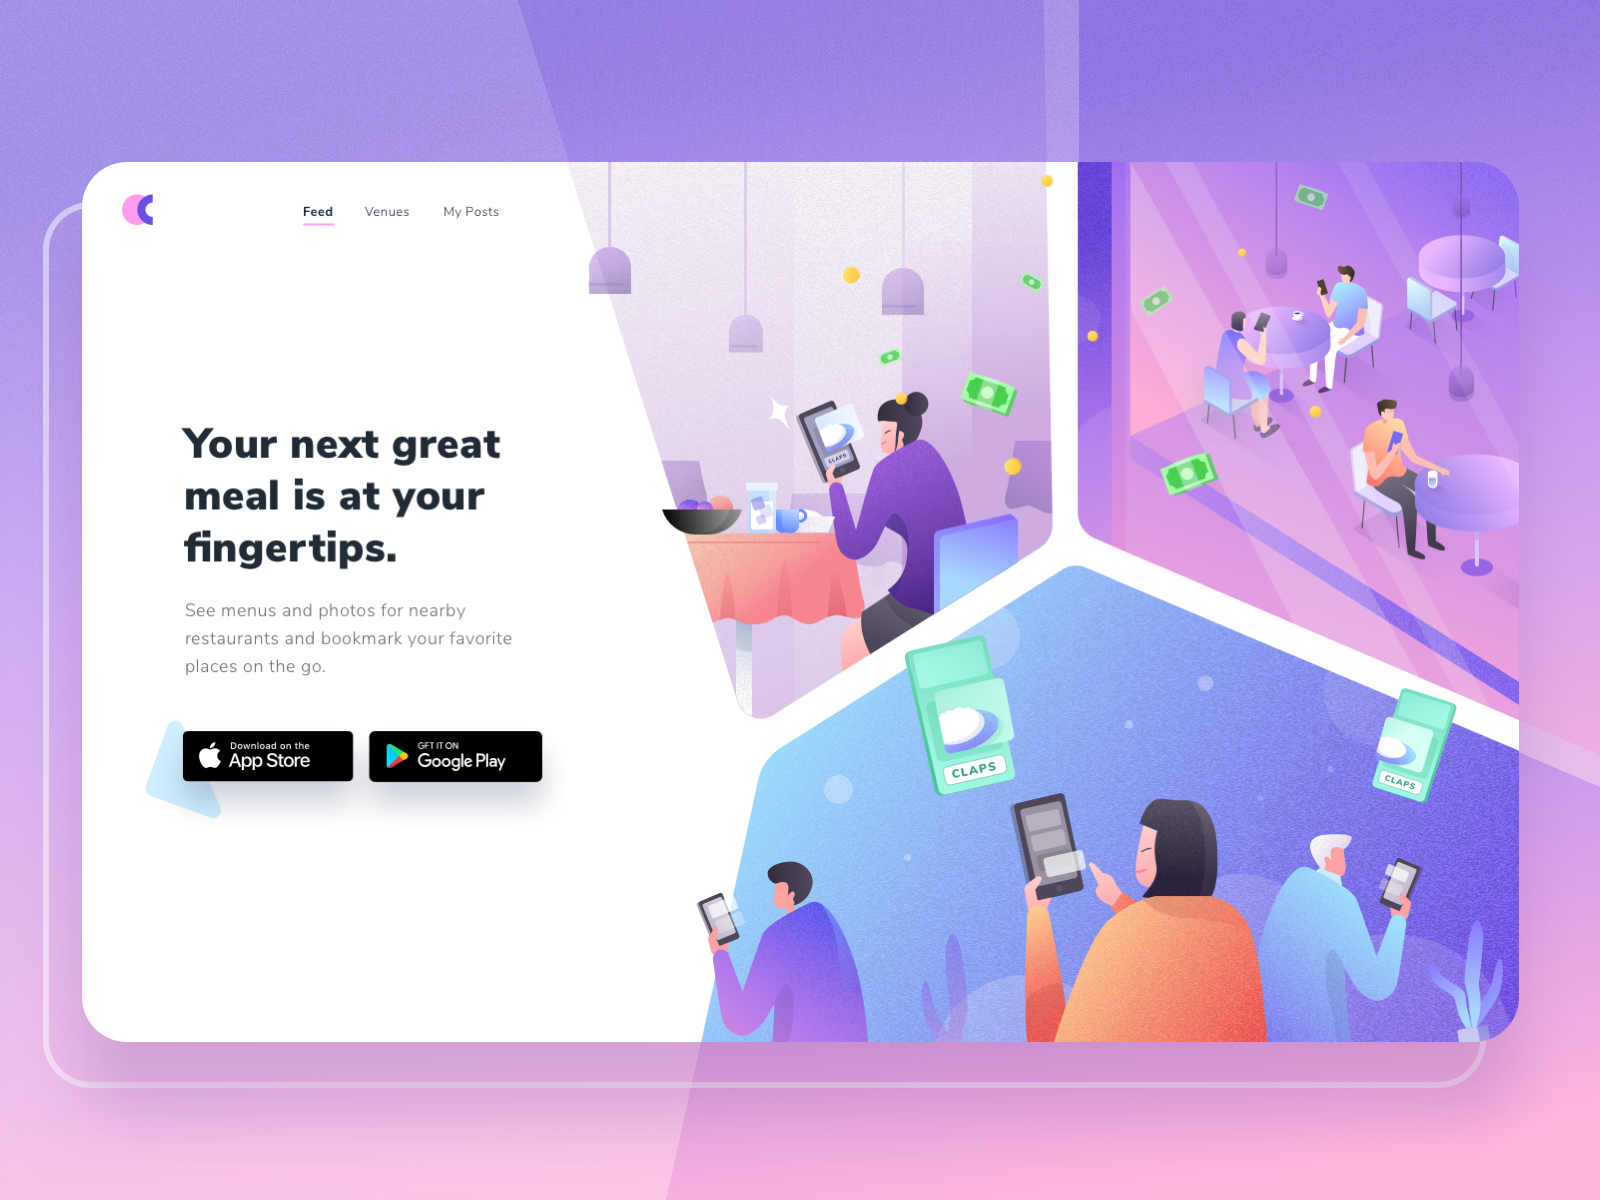 Feed Venues My Posts
Your next great
meal is at your
fingertips.
See menus and photos for nearby
restaurants and bookmark your favorite
places on the go.
Download on the
App Store
GET IT ON
Google Play
CLAPS
CLAPS
CLAPS